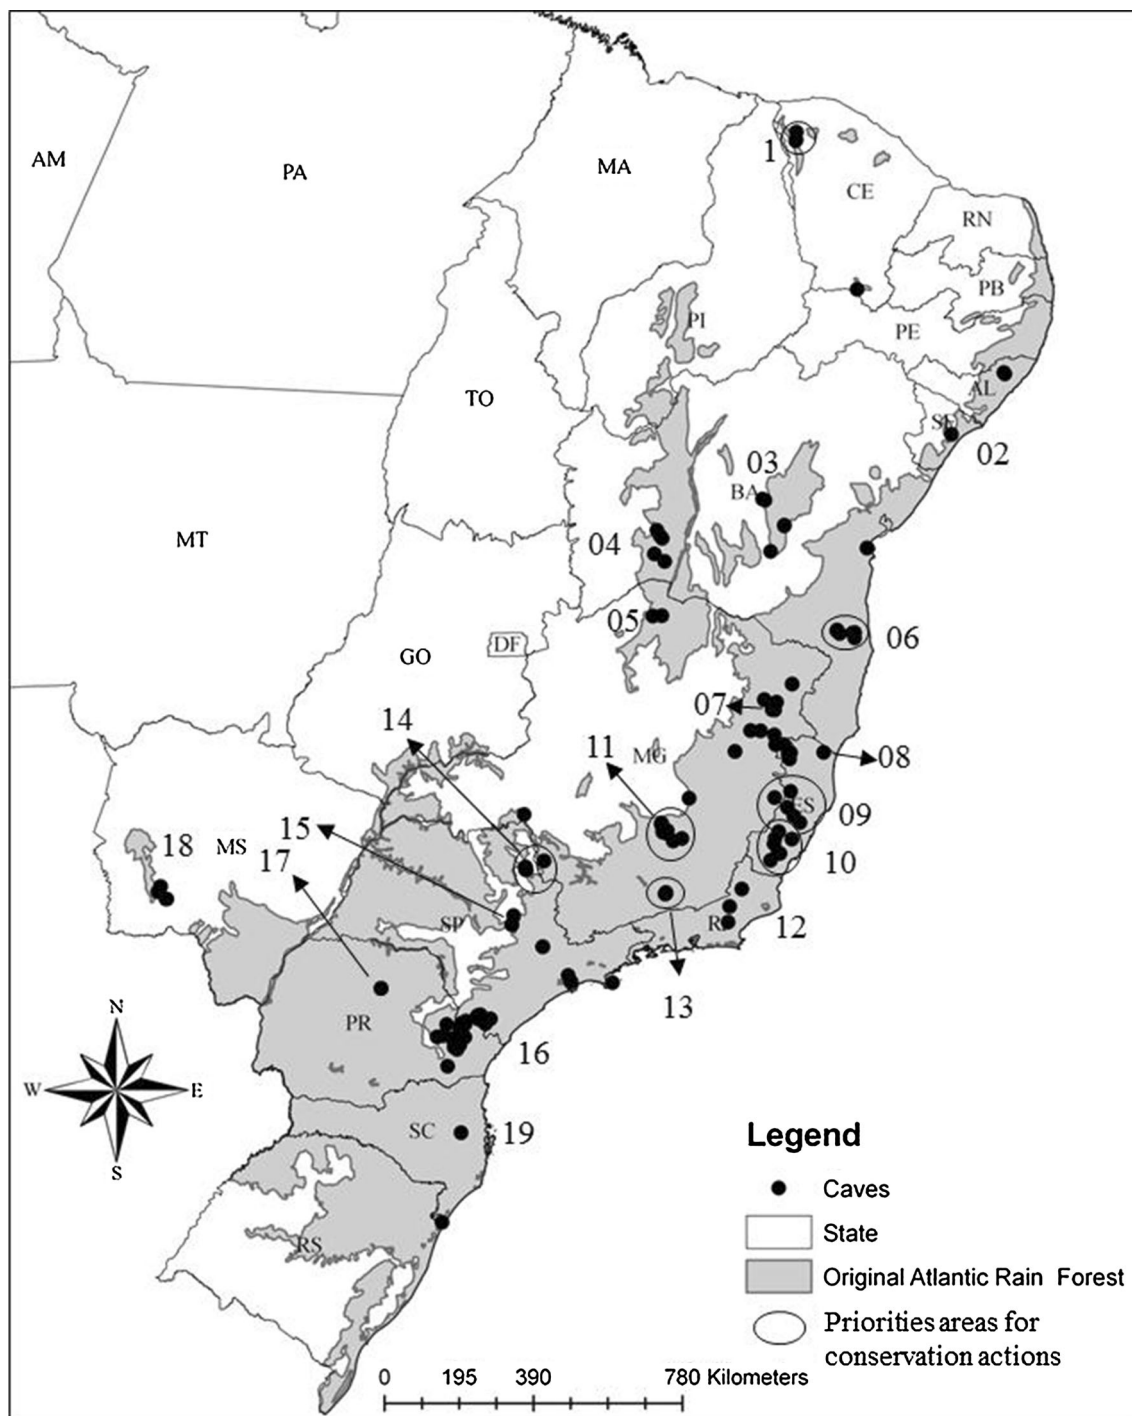 AM
PA
MA
1
CE
RN
PB
PI
PE
TO
AL
SE
02
03
BA
MT
04
05
DF
06
GO
07
14
11
MG
08
15
ES
09
18
MS
17
10
SP
R
12
13
PR
16
N
W
E
S
SC
19
RS
Legend
Caves
State
Original Atlantic Rain Forest
Priorities areas for
conservation actions
0 195 390 780 Kilometers